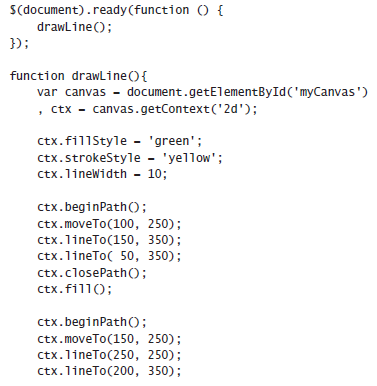 $(document).ready(function () {
    drawLine();
});

function drawLine(){
    var canvas = document.getElementById('myCanvas')
    , ctx = canvas.getContext('2d');

    ctx.fillStyle = 'green';
    ctx.strokeStyle = 'yellow';
    ctx.lineWidth = 10;

    ctx.beginPath();
    ctx.moveTo(100, 250);
    ctx.lineTo(150, 350);
    ctx.lineTo( 50, 350);
    ctx.closePath();
    ctx.fill();

    ctx.beginPath();
    ctx.moveTo(150, 250);
    ctx.lineTo(250, 250);
    ctx.lineTo(200, 350);